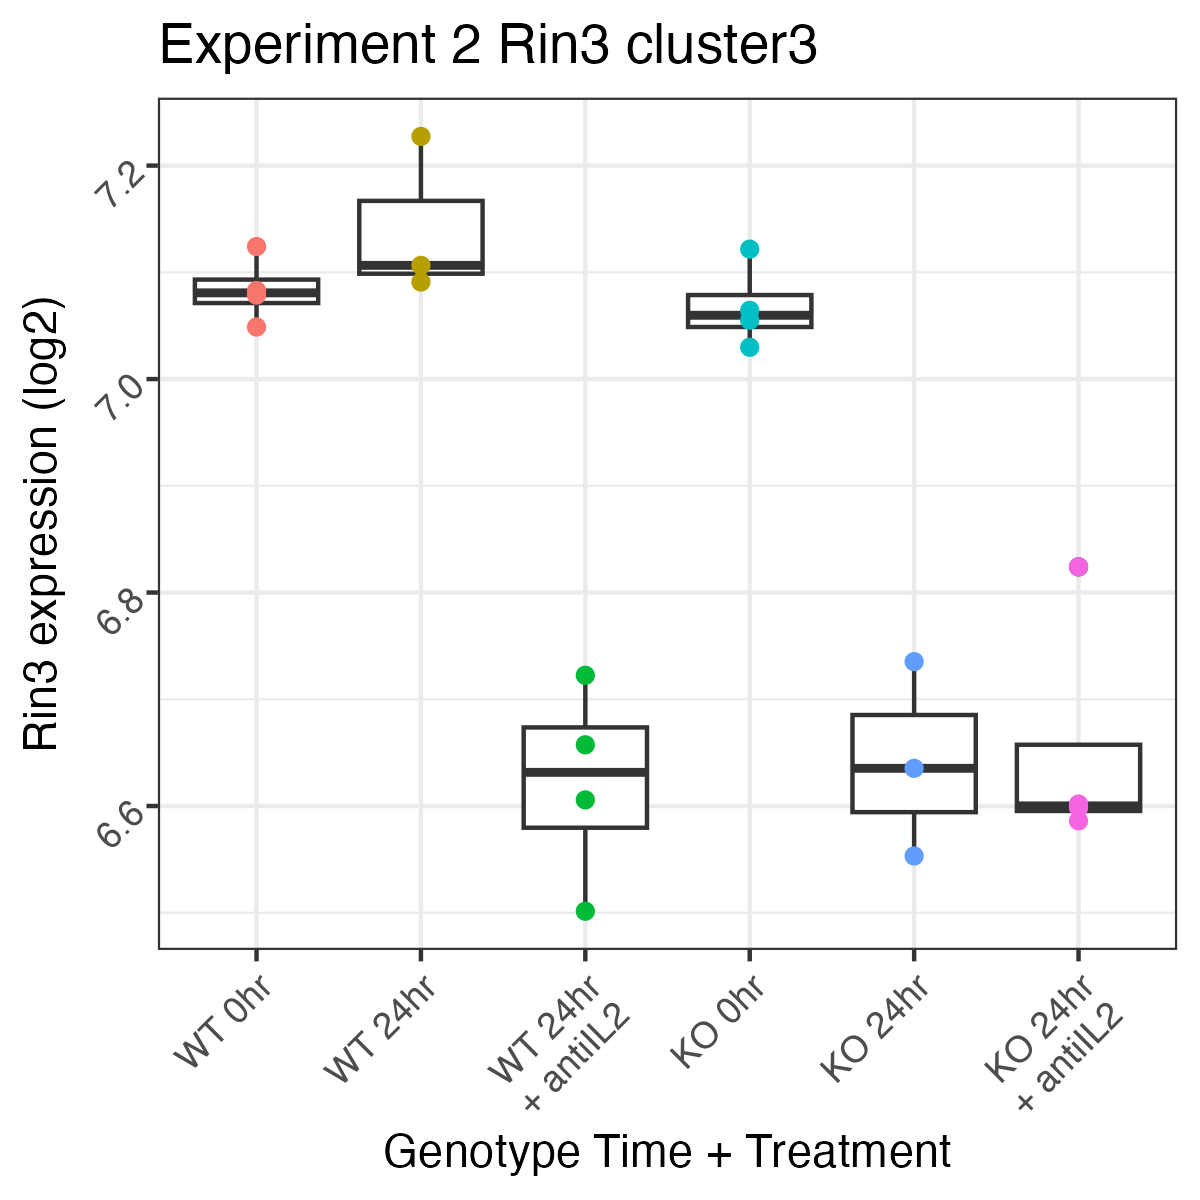 Experiment 2 Rin3 cluster3
Rin3 expression (log2)
7.2
7.0
6.8
6.6
WT 0hr
WT 24hr
WT 24hr
+ antiIL2
KO 0hr
KO 24hr
KO 24hr
+ antiIL2
Genotype Time + Treatment